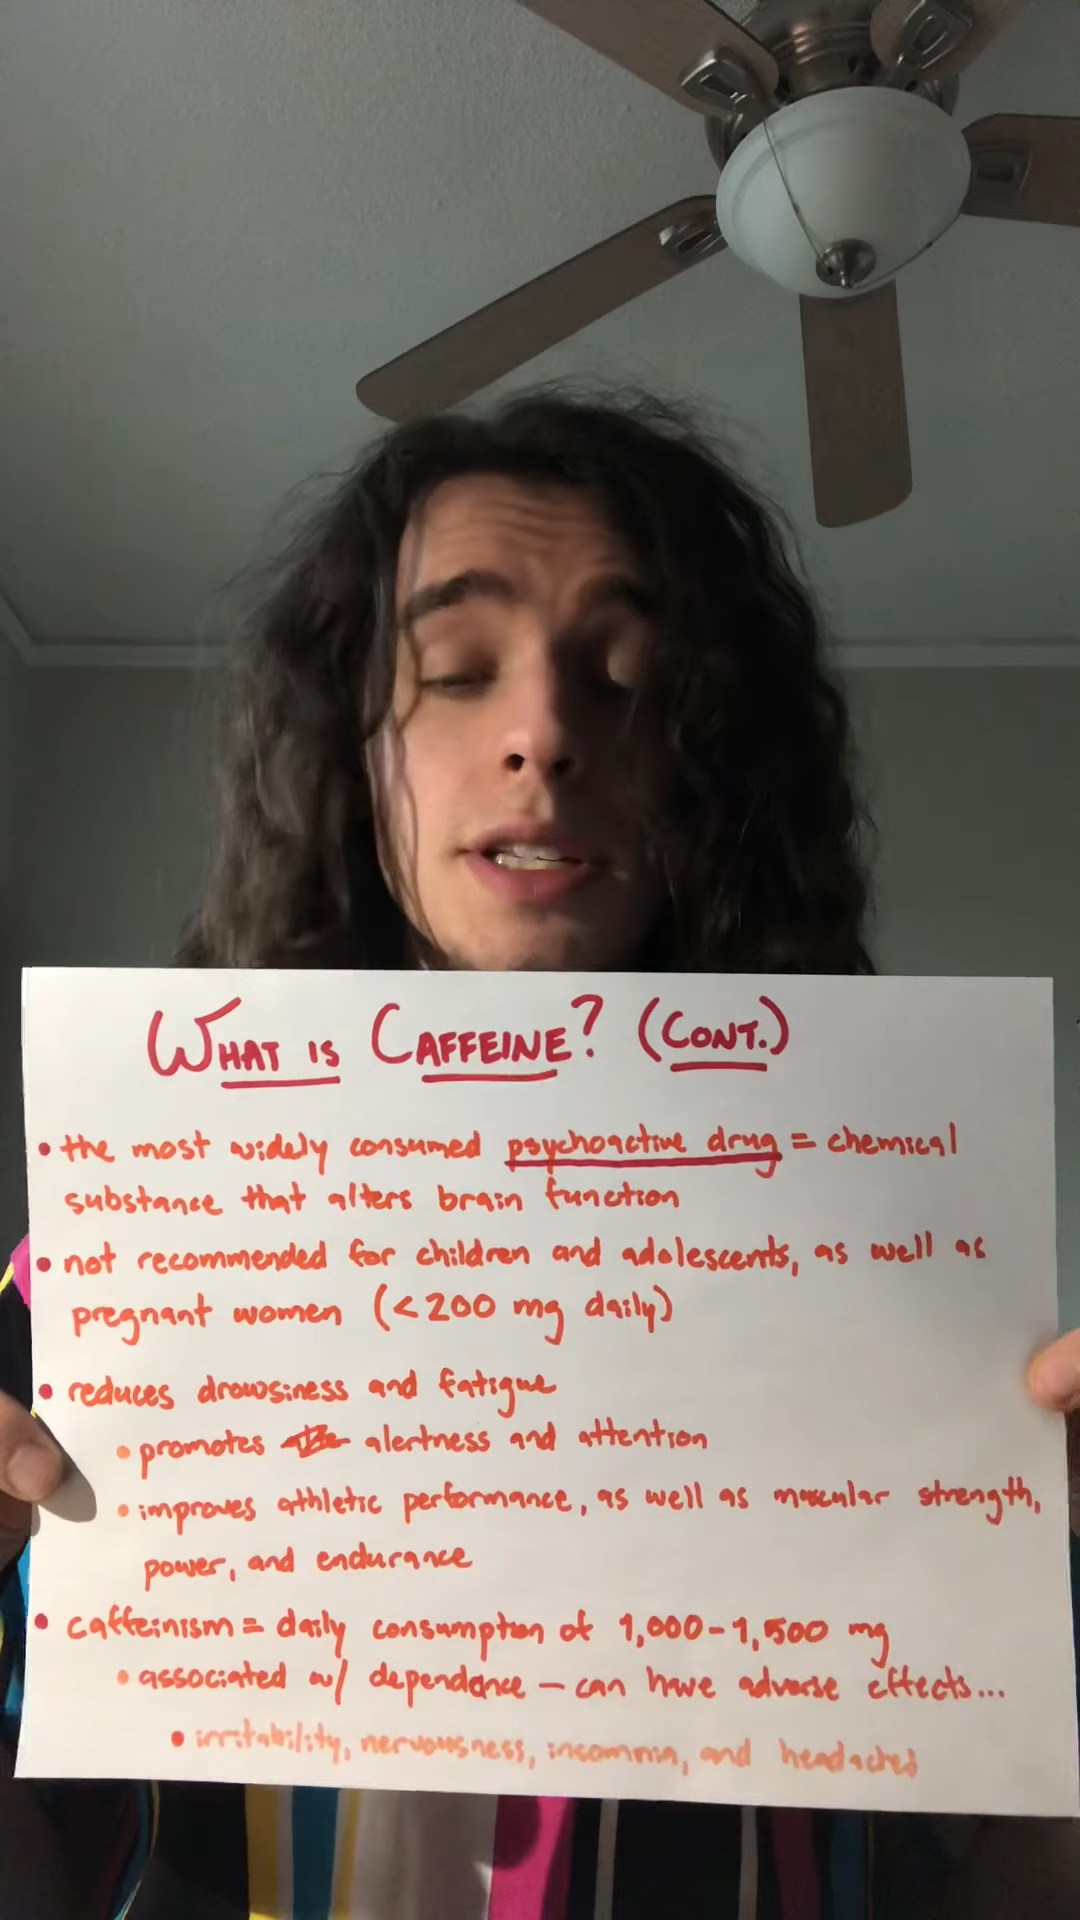 WHAT IS CAFFEINE? (CONT.)
• the most widely consumed psychoactive drug = chemical
substance that alters brain function
• not recommended for children and adolescents, as well as
pregnant women (<200 mg daily)
• reduces drowsiness and fatigue
• promotes alertness and attention
• improves athletic performance, as well as muscular strength,
power, and endurance
• caffeinism = daily consumption of 1,000-1,500 mg
• associated w/ dependance – can have adverse effects...
• irritability, nervousness, insomnia, and headaches